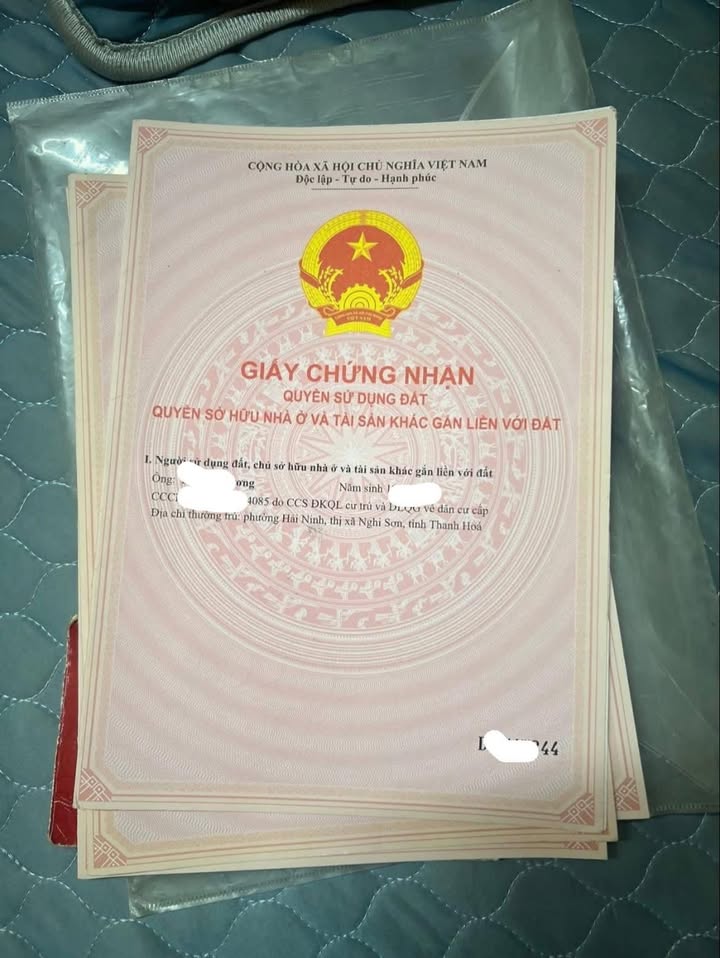 CỘNG HÒA XÃ HỘI CHỦ NGHĨA VIỆT NAM
Độc lập - Tự do - Hạnh phúc
GIẤY CHỨNG NHẬN
QUYỀN SỬ DỤNG ĐẤT
QUYỀN SỞ HỮU NHÀ Ở VÀ TÀI SẢN KHÁC GẮN LIỀN VỚI ĐẤT
I. Người sử dụng đất, chủ sở hữu nhà ở và tài sản khác gắn liền với đất
Ông: ương Năm sinh
CCC 4085 do CCS ĐKQL cư trú và DLQG về dân cư cấp
Địa chỉ thường trú: phường Hải Ninh, thị xã Nghi Sơn, tỉnh Thanh Hoá
44